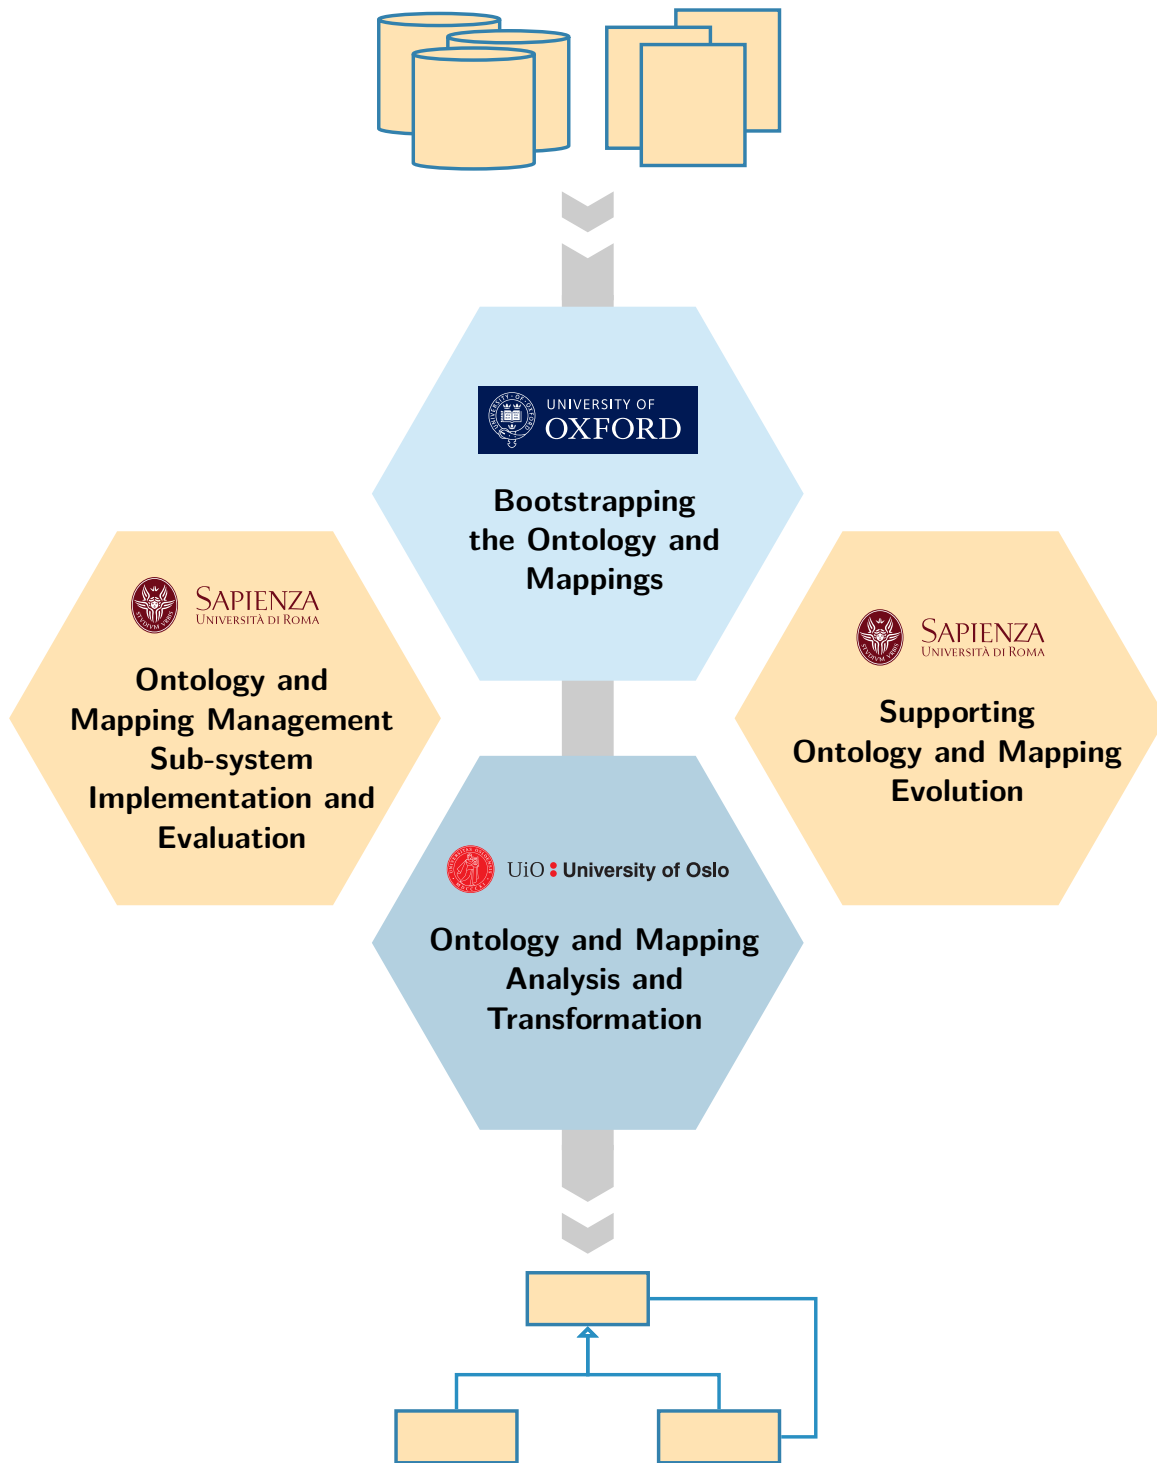 UNIVERSITY OF
OXFORD
Bootstrapping
the Ontology and
Mappings
SAPIENZA
UNIVERSITÀ DI ROMA
Ontology and
Mapping Management
Sub-system
Implementation and
Evaluation
SAPIENZA
UNIVERSITÀ DI ROMA
Supporting
Ontology and Mapping
Evolution
UiO : University of Oslo
Ontology and Mapping
Analysis and
Transformation